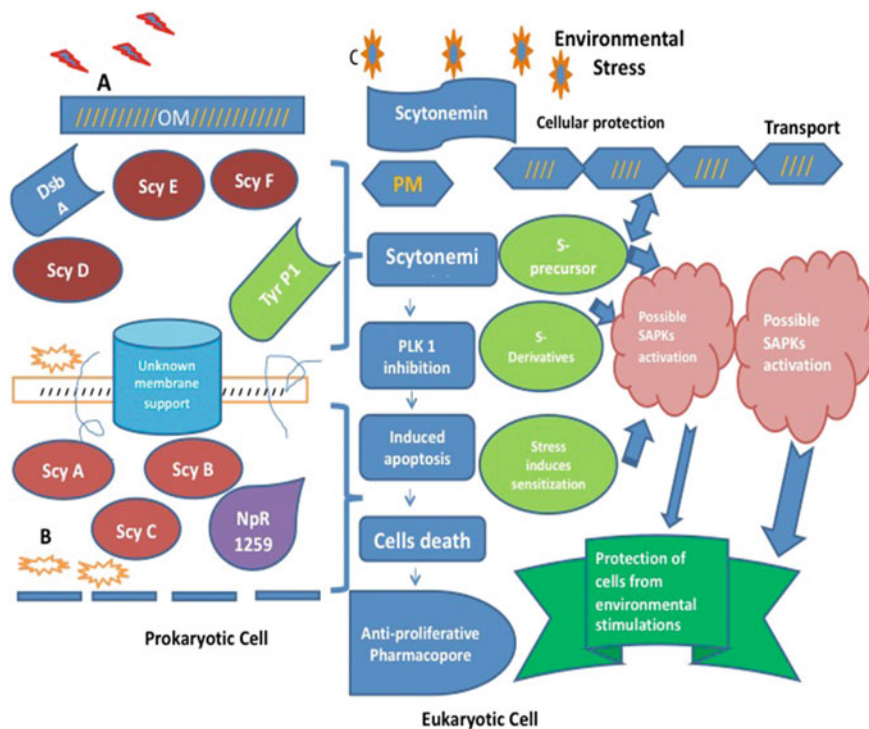 A
OM
Dsb
A
Scy E
Scy F
Scy D
Tyr P1
Unknown
membrane
support
Scy A
Scy B
Scy C
NpR
1259
B
Prokaryotic Cell
C
Environmental
Stress
Scytonemin
Cellular protection
Transport
PM
Scytonemi
S-
precursor
PLK 1
inhibition
S-
Derivatives
Possible
SAPKs
activation
Possible
SAPKs
activation
Induced
apoptosis
Stress
induces
sensitization
Cells death
Protection of
cells from
environmental
stimulations
Anti-proliferative
Pharmacopore
Eukaryotic Cell